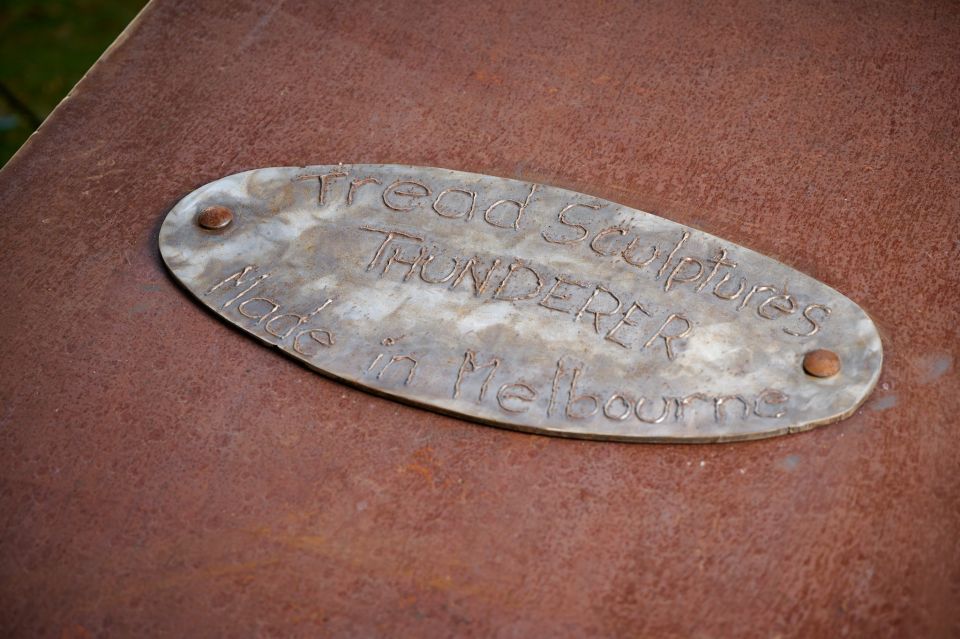 Tread Sculptures
THUNDERER
Made in Melbourne